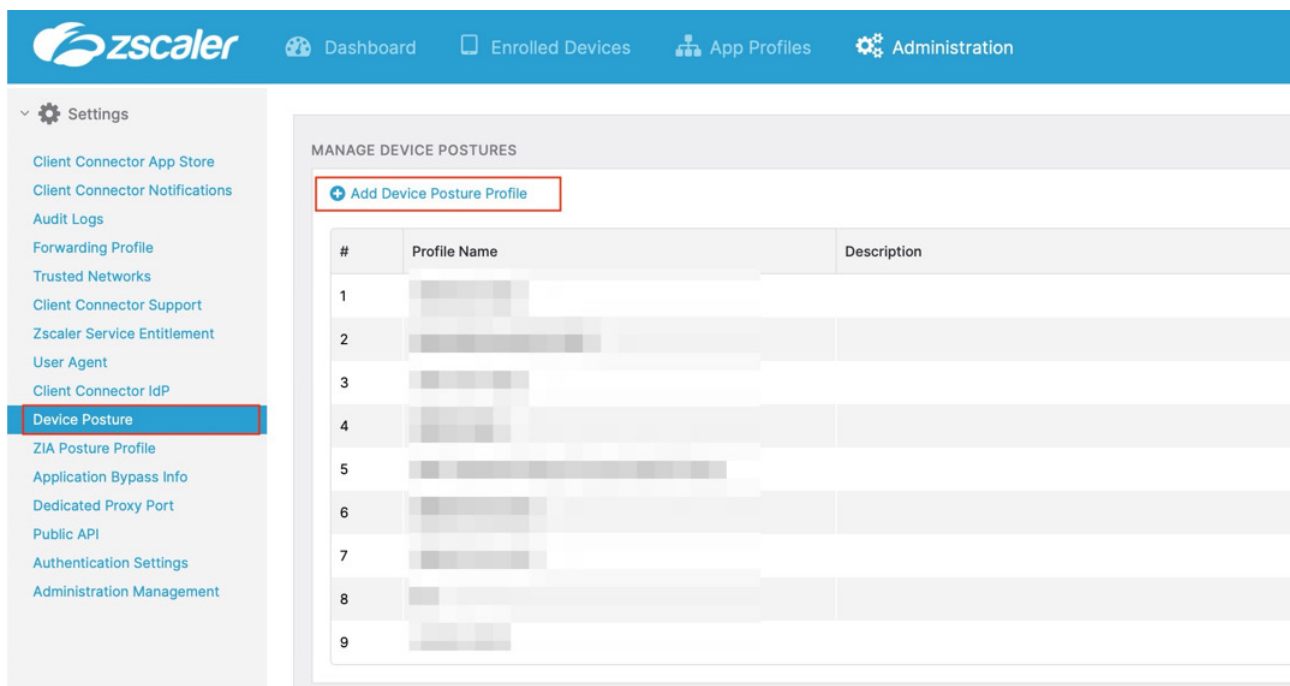 zscaler Dashboard Enrolled Devices App Profiles Administration
Settings
Client Connector App Store
Client Connector Notifications
Audit Logs
Forwarding Profile
Trusted Networks
Client Connector Support
Zscaler Service Entitlement
User Agent
Client Connector IdP
Device Posture
ZIA Posture Profile
Application Bypass Info
Dedicated Proxy Port
Public API
Authentication Settings
Administration Management
MANAGE DEVICE POSTURES
Add Device Posture Profile
# Profile Name Description
1
2
3
4
5
6
7
8
9